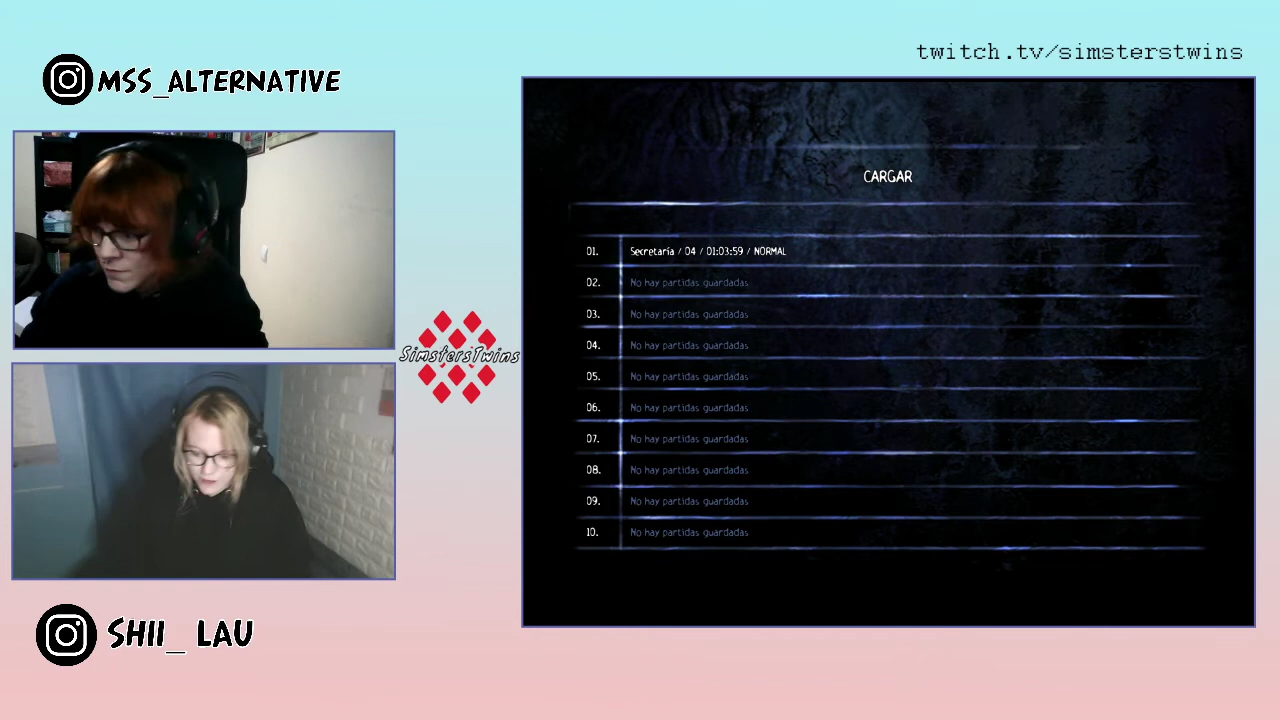 twitch.tv/simsterstwins
MSS_ALTERNATIVE
CARGAR
01. Secretaría / 04 / 01:03:59 / NORMAL
02. No hay partidas guardadas
03. No hay partidas guardadas
04. No hay partidas guardadas
05. No hay partidas guardadas
06. No hay partidas guardadas
07. No hay partidas guardadas
08. No hay partidas guardadas
09. No hay partidas guardadas
10. No hay partidas guardadas
SimstersTwins
SHII_ LAU